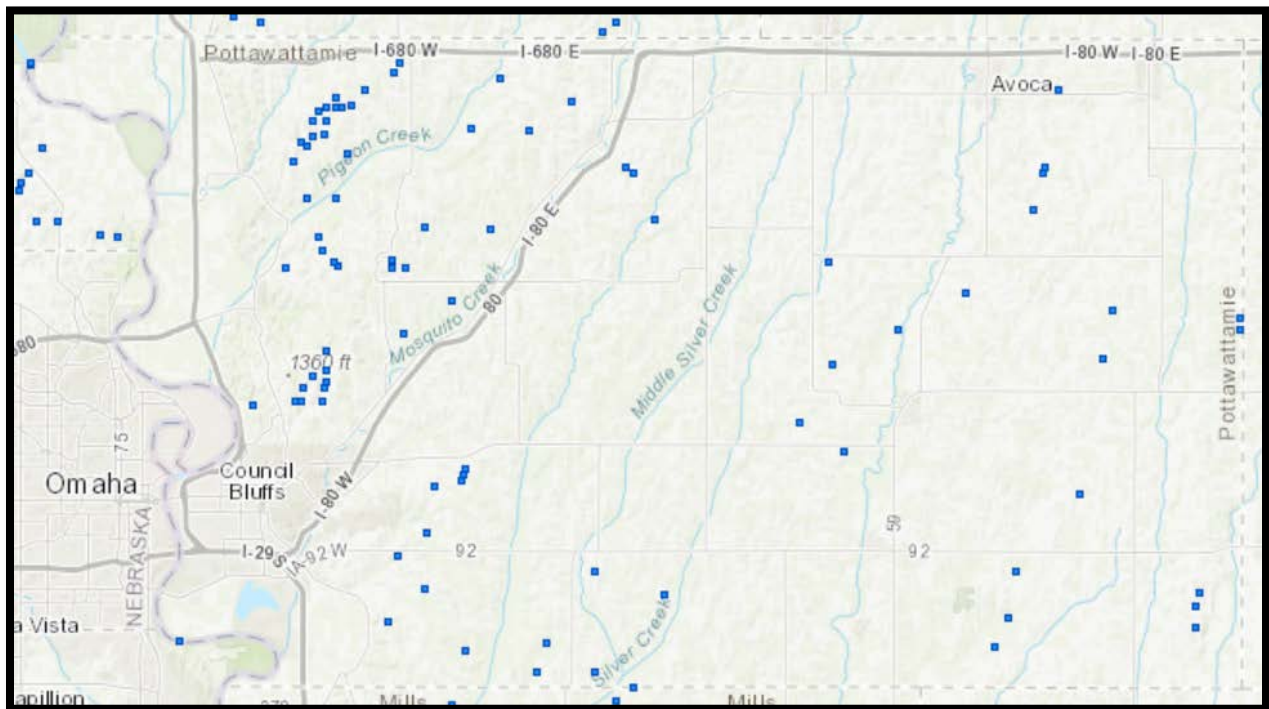 Pottawattamie
I-680 W
I-680 E
I-80 W
I-80 E
Avoca
Pigeon Creek
I-80 E
Mosquito Creek
80
Middle Silver Creek
Pottawattamie
680
1360 ft
75
Omaha
Council
Bluffs
I-80 W
NEBRASKA
I-29
S
IA-92 W
92
59
92
a Vista
Silver Creek
apillion
Mills
Mills